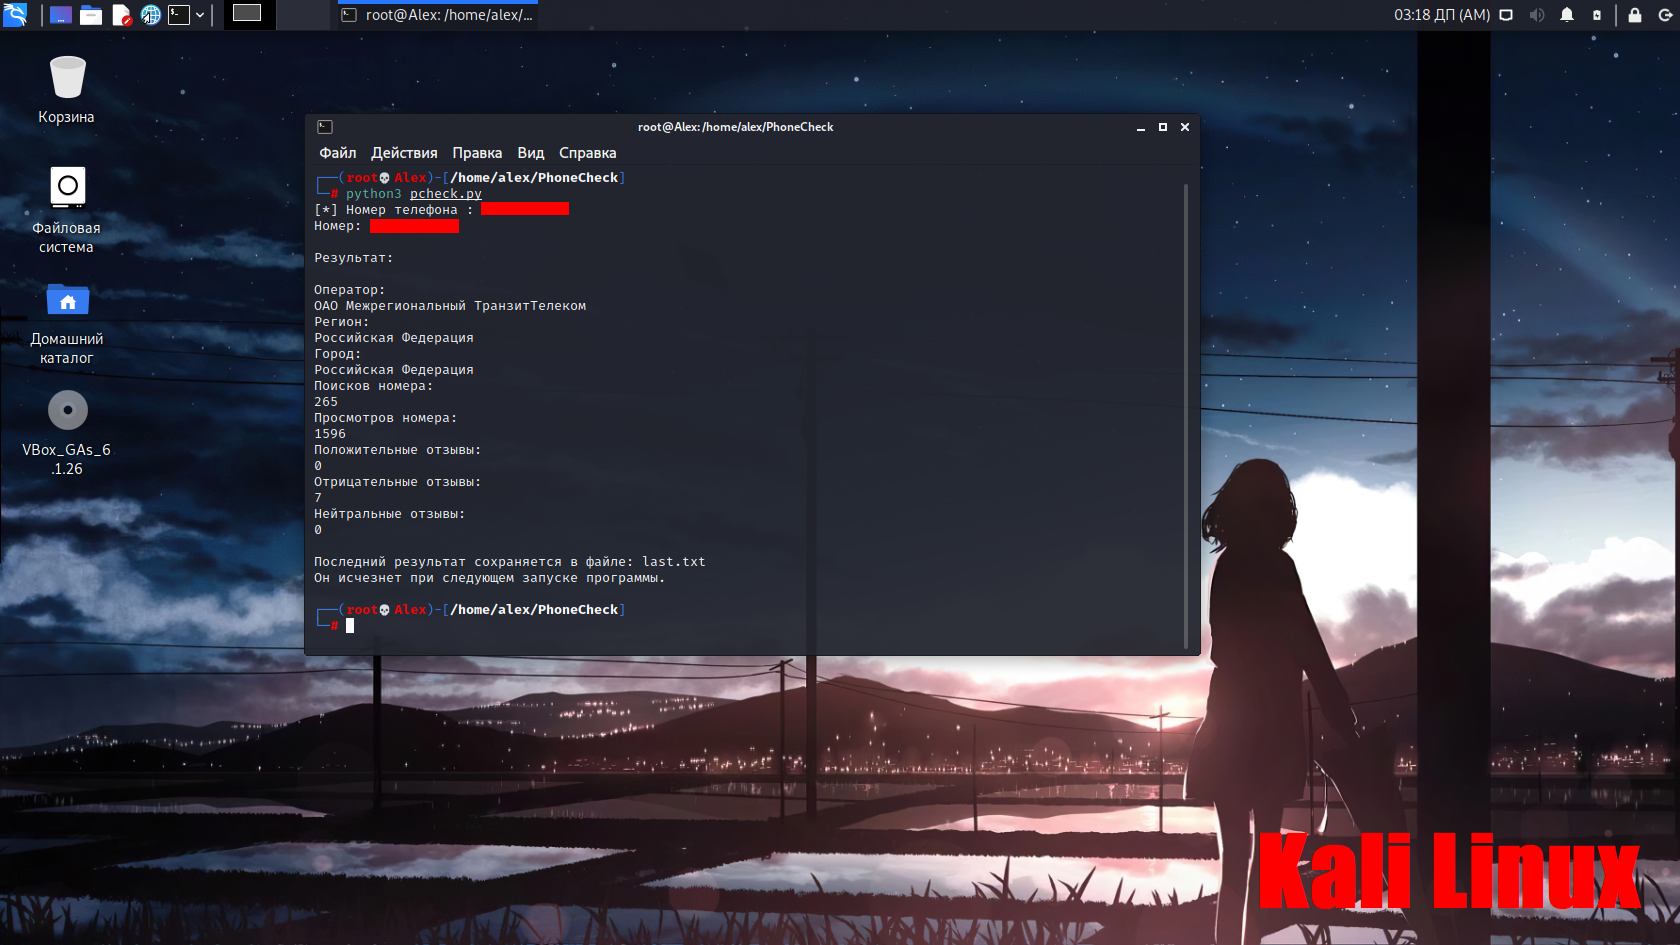 root@Alex: /home/alex/...
03:18 ДП (AM)
Корзина
Файловая
система
Домашний
каталог
VBox_GAs_6
.1.26
root@Alex: /home/alex/PhoneCheck
Файл Действия Правка Вид Справка
(root💀Alex)-[/home/alex/PhoneCheck]
# python3 pcheck.py
[*] Номер телефона :
Номер:
Результат:
Оператор:
ОАО Межрегиональный ТранзитТелеком
Регион:
Российская Федерация
Город:
Российская Федерация
Поисков номера:
265
Просмотров номера:
1596
Положительные отзывы:
0
Отрицательные отзывы:
7
Нейтральные отзывы:
0
Последний результат сохраняется в файле: last.txt
Он исчезнет при следующем запуске программы.
(root💀Alex)-[/home/alex/PhoneCheck]
#
Kali Linux